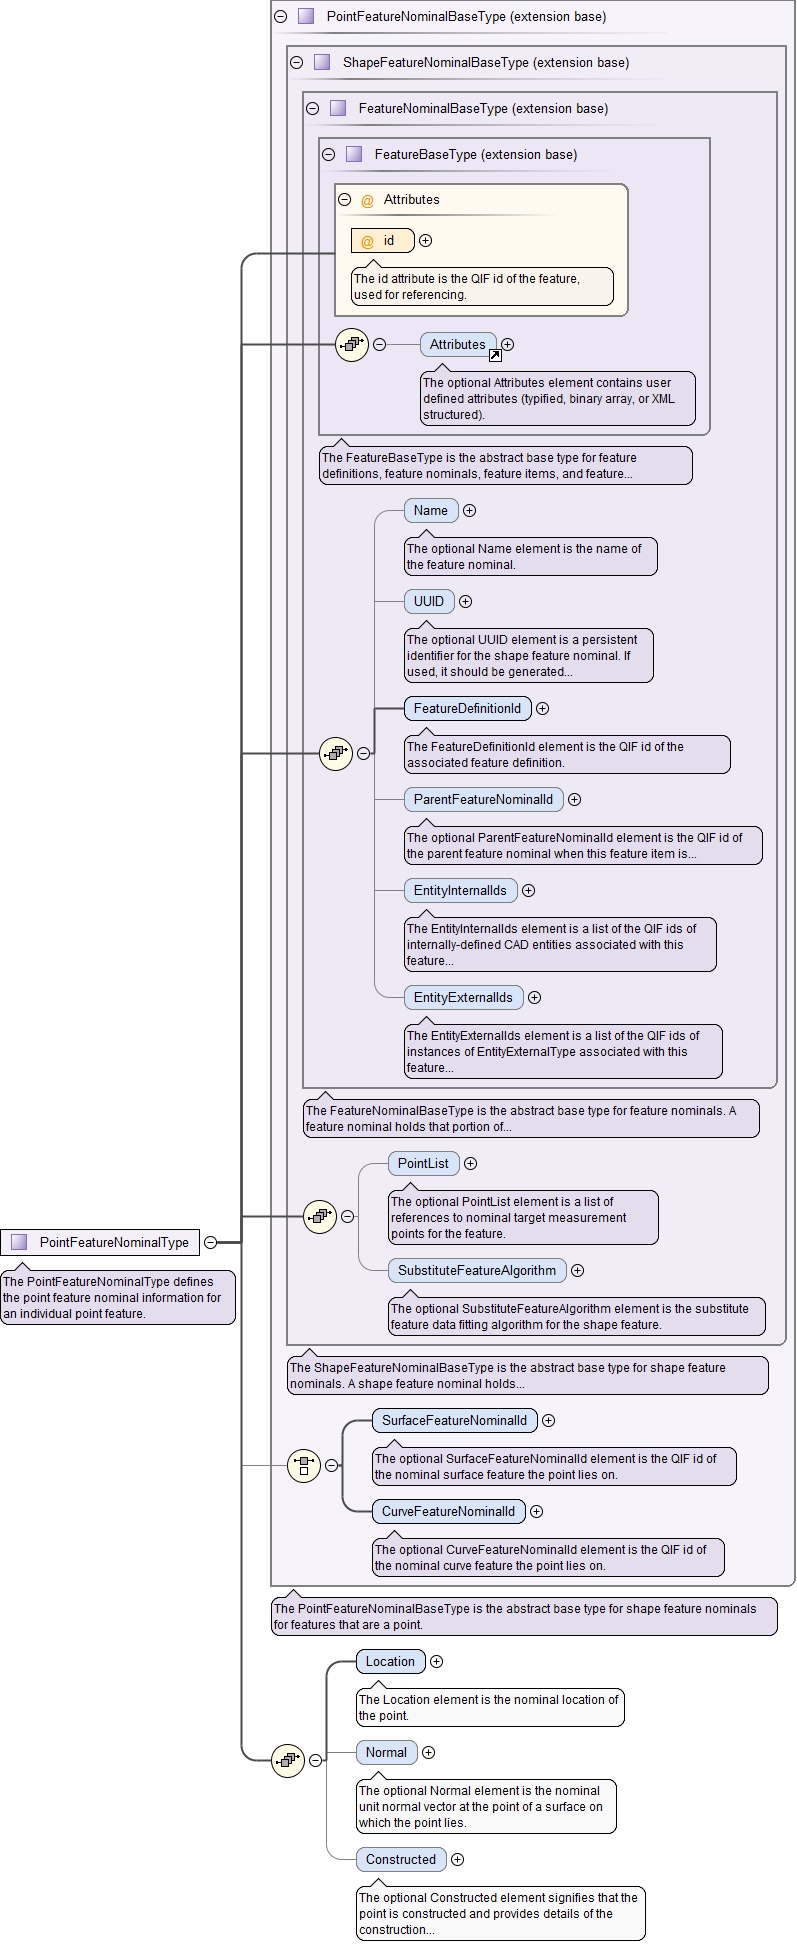 PointFeatureNominalBaseType (extension base)
ShapeFeatureNominalBaseType (extension base)
FeatureNominalBaseType (extension base)
FeatureBaseType (extension base)
@ Attributes
@ id
The id attribute is the QIF id of the feature,
used for referencing.
Attributes
The optional Attributes element contains user
defined attributes (typified, binary array, or XML
structured).
The FeatureBaseType is the abstract base type for feature
definitions, feature nominals, feature items, and feature...
Name
The optional Name element is the name of
the feature nominal.
UUID
The optional UUID element is a persistent
identifier for the shape feature nominal. If
used, it should be generated...
FeatureDefinitionId
The FeatureDefinitionId element is the QIF id of the
associated feature definition.
ParentFeatureNominalId
The optional ParentFeatureNominalId element is the QIF id of
the parent feature nominal when this feature item is...
EntityInternalIds
The EntityInternalIds element is a list of the QIF ids of
internally-defined CAD entities associated with this
feature...
EntityExternalIds
The EntityExternalIds element is a list of the QIF ids of
instances of EntityExternalType associated with this
feature...
The FeatureNominalBaseType is the abstract base type for feature nominals. A
feature nominal holds that portion of...
PointList
The optional PointList element is a list of
references to nominal target measurement
points for the feature.
PointFeatureNominalType
The PointFeatureNominalType defines
the point feature nominal information for
an individual point feature.
SubstituteFeatureAlgorithm
The optional SubstituteFeatureAlgorithm element is the substitute
feature data fitting algorithm for the shape feature.
The ShapeFeatureNominalBaseType is the abstract base type for shape feature
nominals. A shape feature nominal holds...
SurfaceFeatureNominalId
The optional SurfaceFeatureNominalId element is the QIF id of
the nominal surface feature the point lies on.
CurveFeatureNominalId
The optional CurveFeatureNominalId element is the QIF id of
the nominal curve feature the point lies on.
The PointFeatureNominalBaseType is the abstract base type for shape feature nominals
for features that are a point.
Location
The Location element is the nominal location of
the point.
Normal
The optional Normal element is the nominal
unit normal vector at the point of a surface on
which the point lies.
Constructed
The optional Constructed element signifies that the
point is constructed and provides details of the
construction...